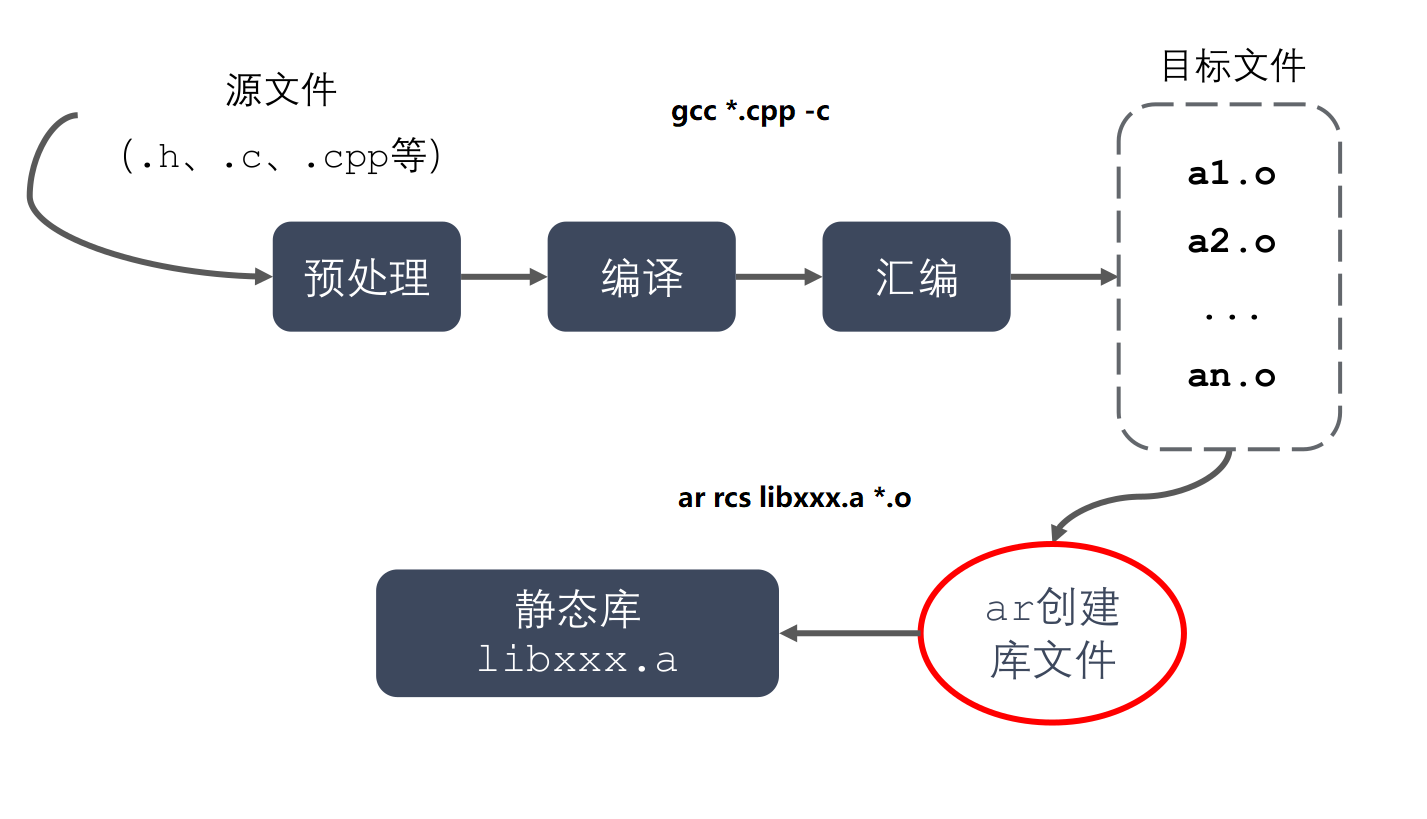 源文件
（.h、.c、.cpp等）
gcc *.cpp -c
目标文件
a1.o
a2.o
...
an.o
预处理
编译
汇编
ar rcs libxxx.a *.o
ar创建
库文件
静态库
libxxx.a